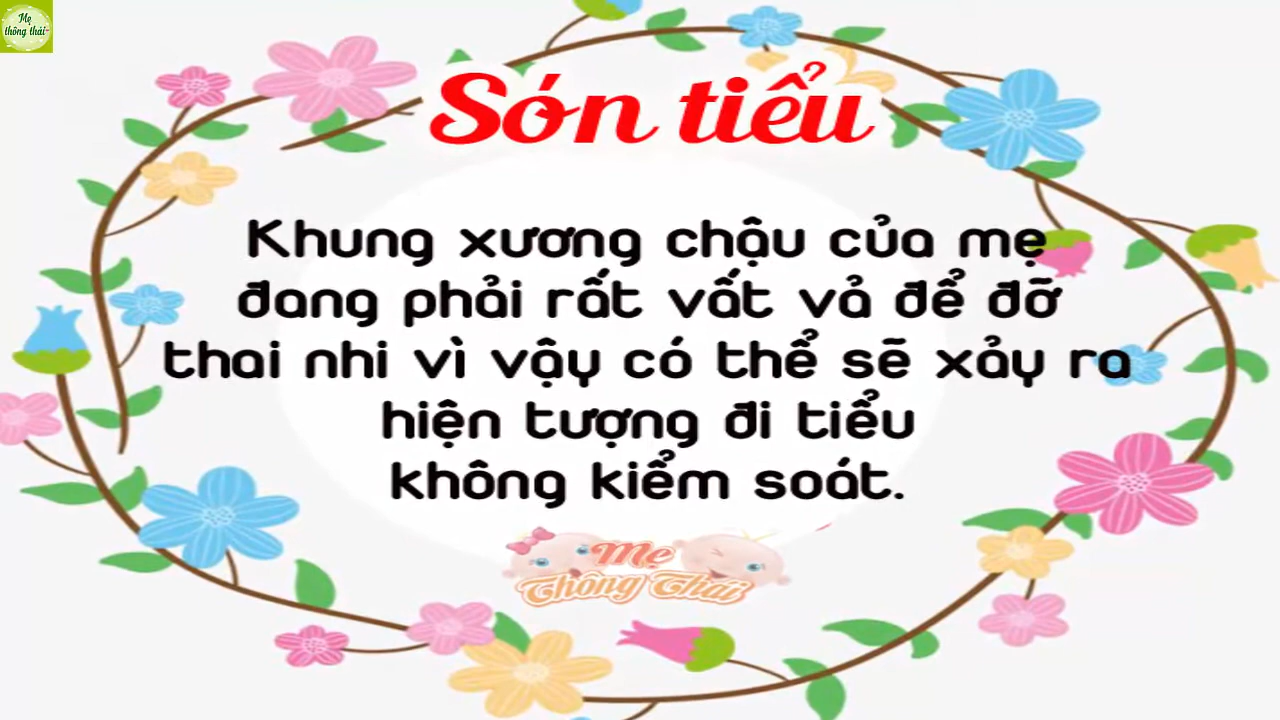 Mẹ
thông thái
Són tiểu
Khung xương chậu của mẹ
đang phải rất vất vả để đỡ
thai nhi vì vậy có thể sẽ xảy ra
hiện tượng đi tiểu
không kiểm soát.
Mẹ
Thông Thái